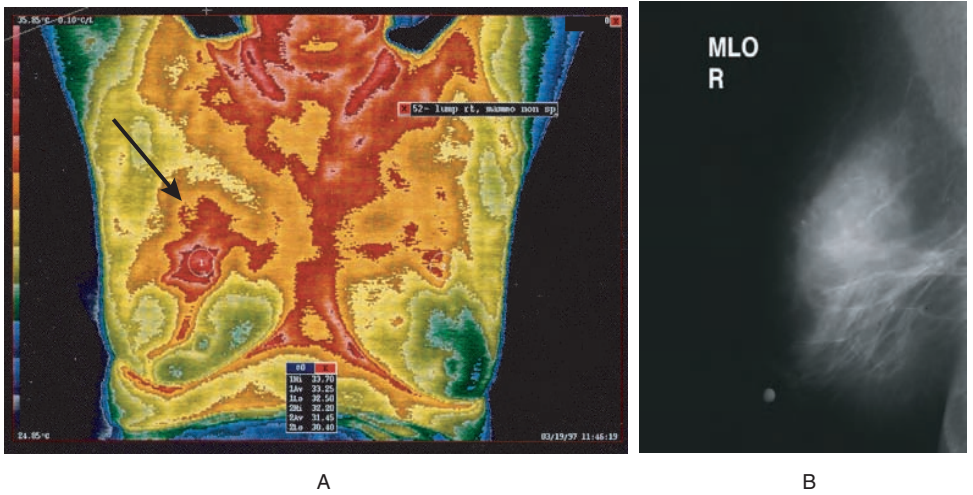 35.85°C 0.10°C/L
x 52~ lump rt, mammo non sp
x
1Hi 33.70
1Av 33.25
1Lo 32.50
2Hi 32.20
2Av 31.45
2Lo 30.40
24.85°C 03/19/97 11:46:19
MLO
R
A B